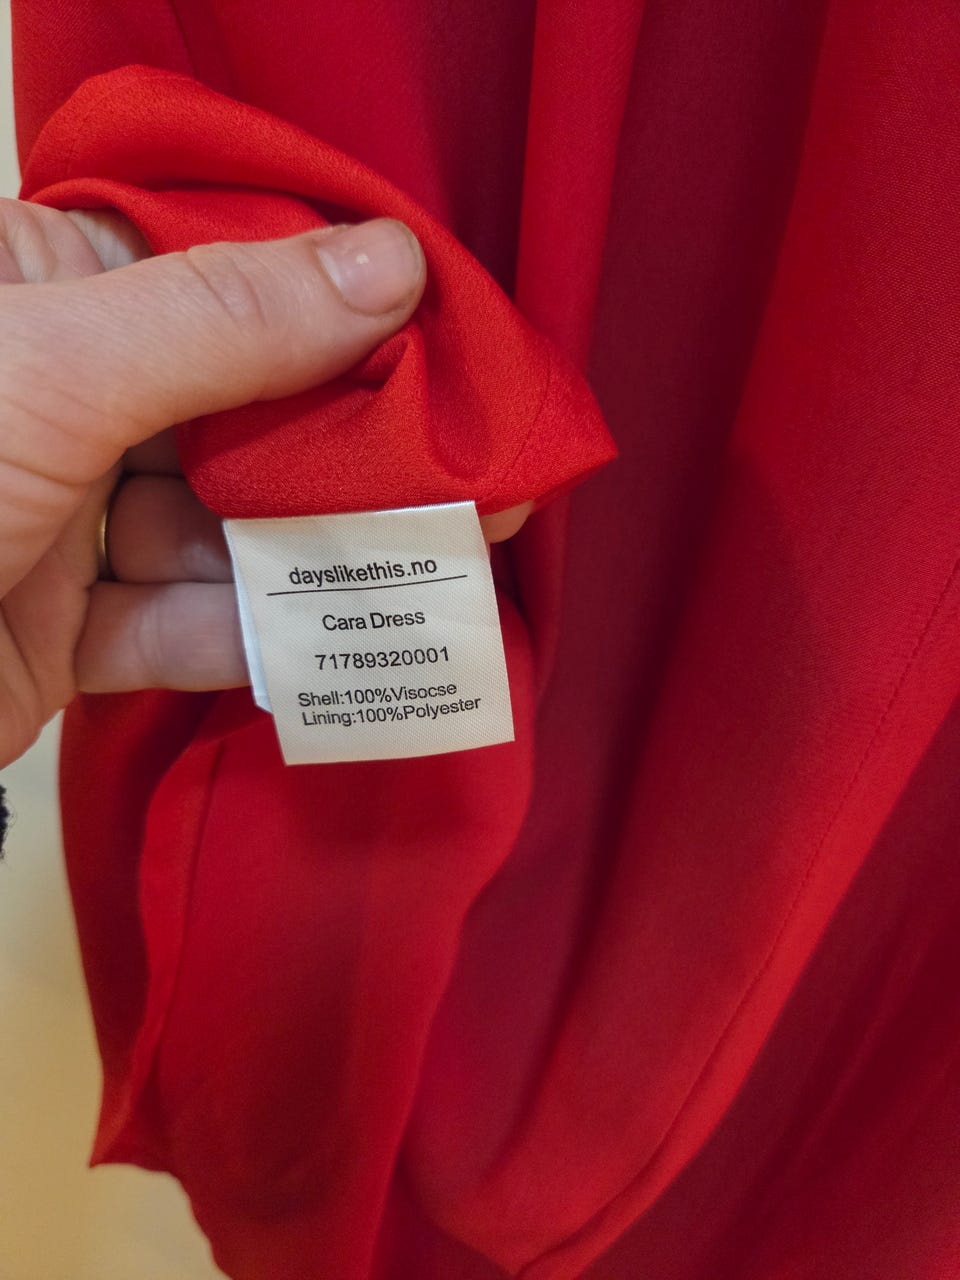 dayslikethis.no
Cara Dress
71789320001
Shell:100%Visocse
Lining:100%Polyester